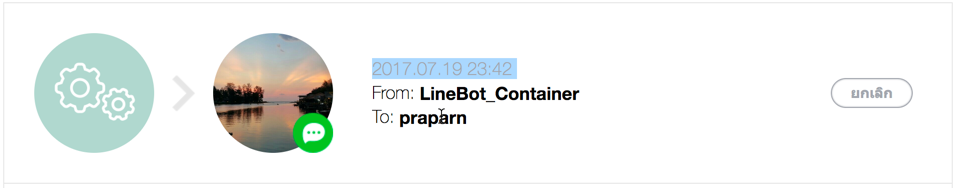 2017.07.19 23:42
From: LineBot_Container
To: praparn
ยกเลิก